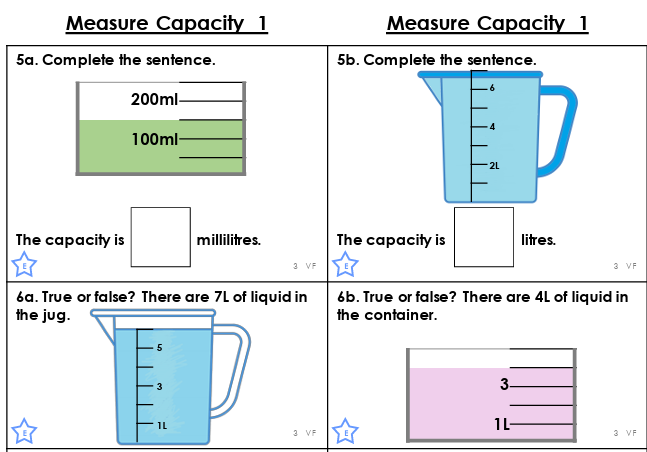 Measure Capacity 1
Measure Capacity 1
5a. Complete the sentence.
200ml
100ml
The capacity is
millilitres.
E
3 VF
5b. Complete the sentence.
6
4
2L
The capacity is
litres.
E
3 VF
6a. True or false? There are 7L of liquid in
the jug.
5
3
1L
E
3 VF
6b. True or false? There are 4L of liquid in
the container.
3
1L
E
3 VF